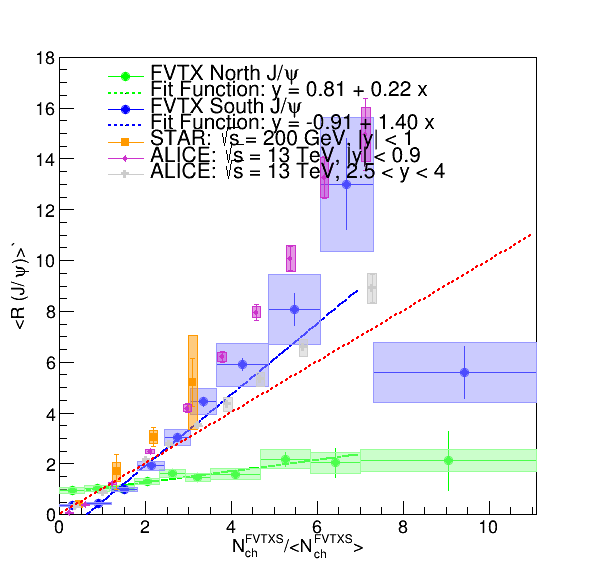 18
16
14
12
10
8
6
4
2
0
<R (J/ψ)>`
FVTX North J/ψ
Fit Function: y = 0.81 + 0.22 x
FVTX South J/ψ
Fit Function: y = -0.91 + 1.40 x
STAR: √s = 200 GeV, |y| < 1
ALICE: √s = 13 TeV, |y| < 0.9
ALICE: √s = 13 TeV, 2.5 < y < 4
0 2 4 6 8 10
N_ch^FVTXS/<N_ch^FVTXS>